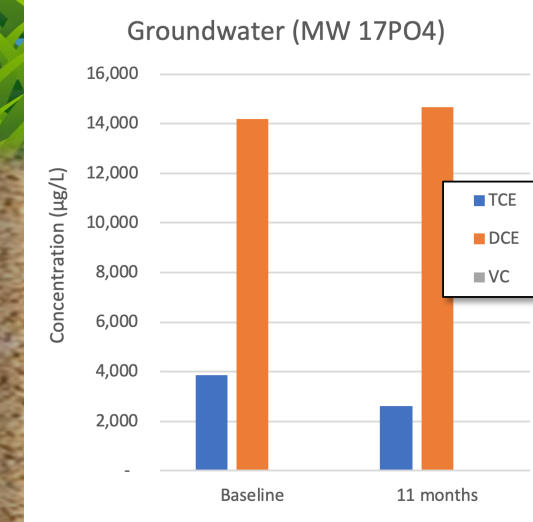 Groundwater (MW 17PO4)
16,000
14,000
12,000
10,000
8,000
6,000
4,000
2,000
-
Concentration (µg/L)
TCE
DCE
VC
Baseline
11 months